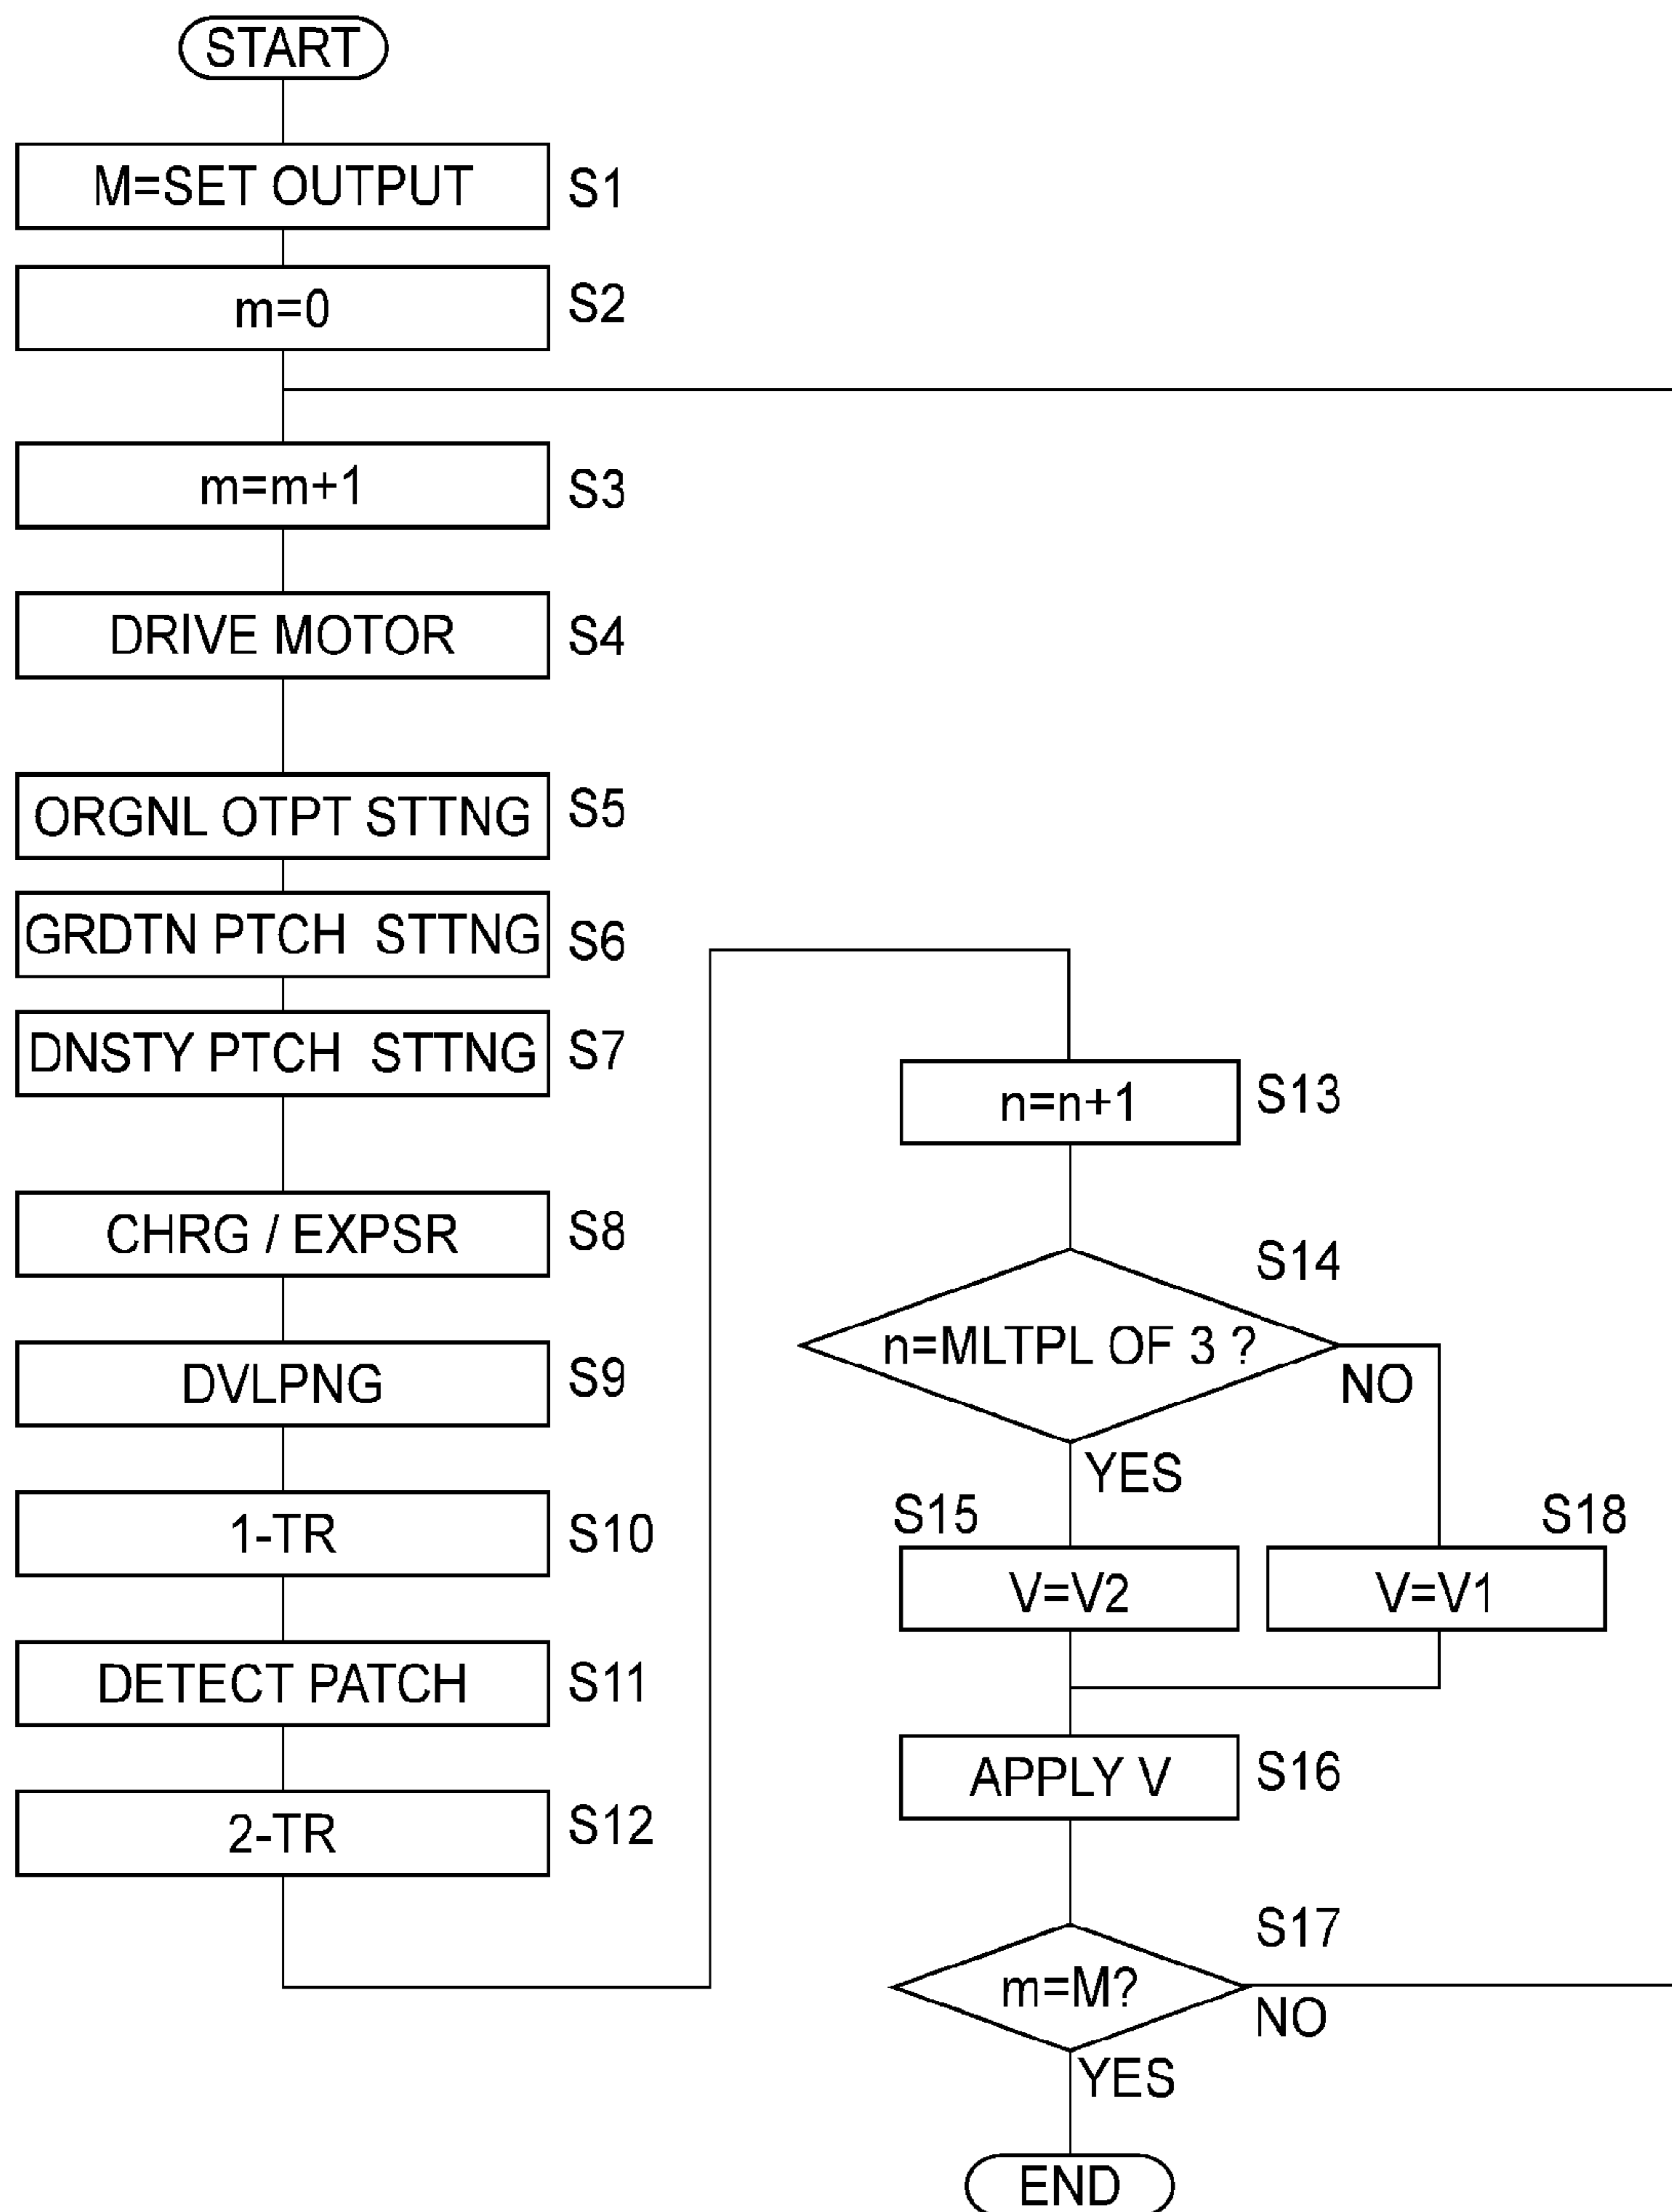 START
M=SET OUTPUT S1
m=0 S2
m=m+1 S3
DRIVE MOTOR S4
ORGNL OTPT STTNG S5
GRDTN PTCH STTNG S6
DNSTY PTCH STTNG S7
CHRG / EXPSR S8
DVLPNG S9
1-TR S10
DETECT PATCH S11
2-TR S12
n=n+1 S13
S14
n=MLTPL OF 3 ?
NO
YES
S15
V=V2
S18
V=V1
APPLY V S16
S17
m=M?
NO
YES
END